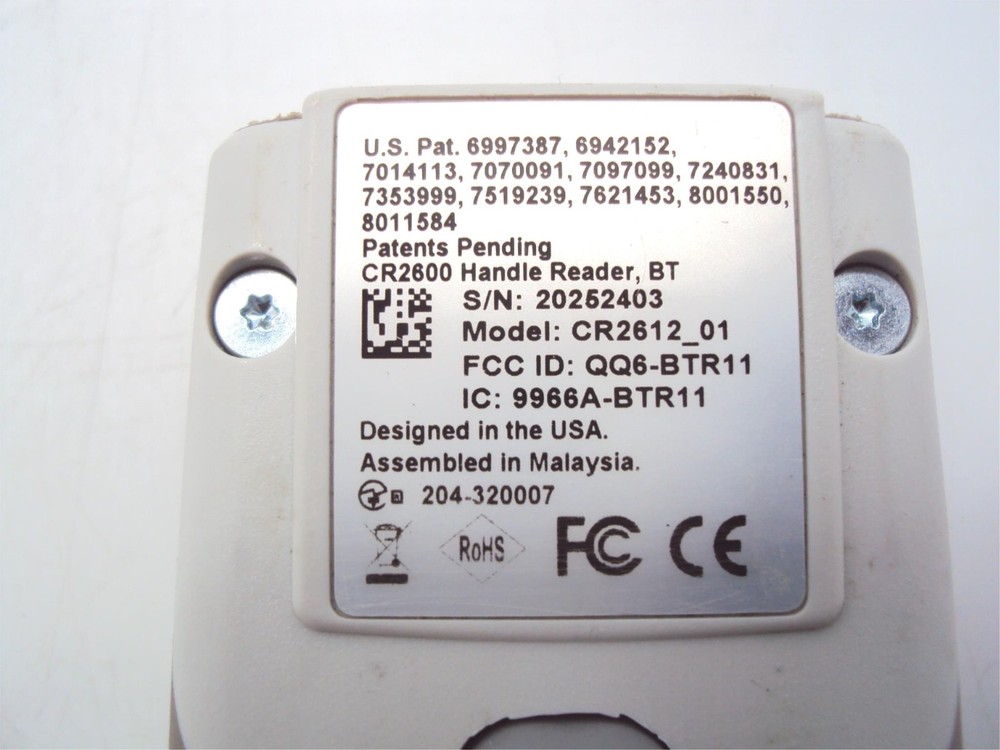 U.S. Pat. 6997387, 6942152,
7014113, 7070091, 7097099, 7240831,
7353999, 7519239, 7621453, 8001550,
8011584
Patents Pending
CR2600 Handle Reader, BT
S/N: 20252403
Model: CR2612_01
FCC ID: QQ6-BTR11
IC: 9966A-BTR11
Designed in the USA.
Assembled in Malaysia.
204-320007
RoHS FC CE